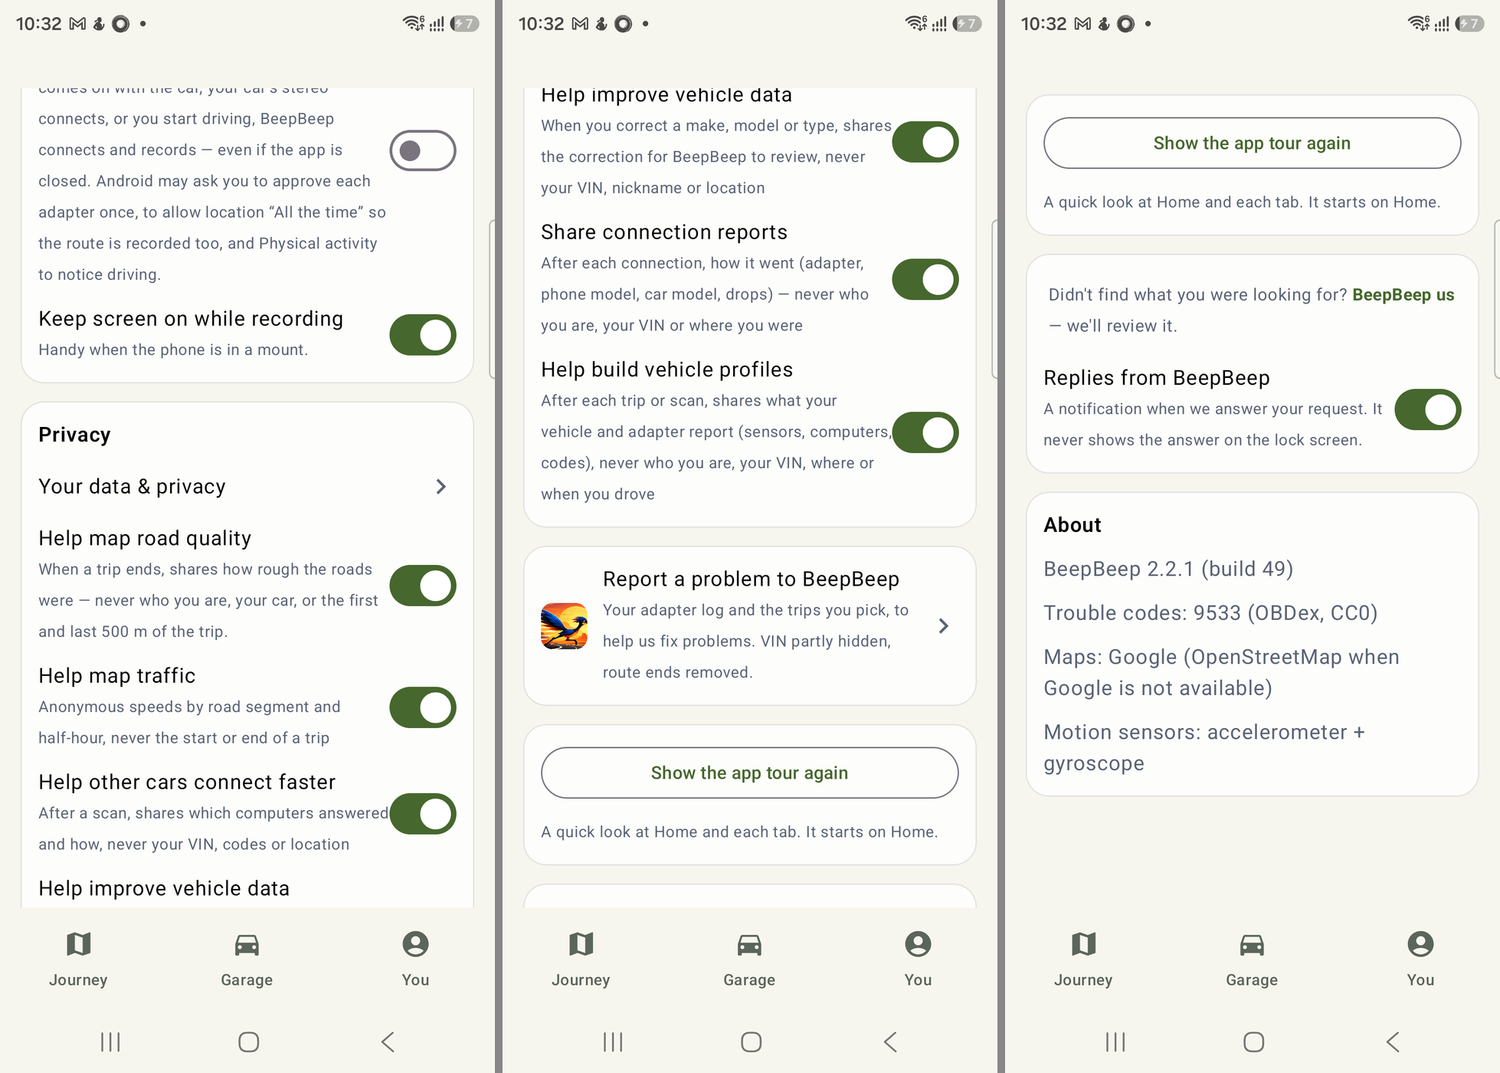 10:32
7
comes on with the car, your car's stereo
connects, or you start driving, BeepBeep
connects and records — even if the app is
closed. Android may ask you to approve each
adapter once, to allow location “All the time” so
the route is recorded too, and Physical activity
to notice driving.
Keep screen on while recording
Handy when the phone is in a mount.
Privacy
Your data & privacy
Help map road quality
When a trip ends, shares how rough the roads
were — never who you are, your car, or the first
and last 500 m of the trip.
Help map traffic
Anonymous speeds by road segment and
half-hour, never the start or end of a trip
Help other cars connect faster
After a scan, shares which computers answered
and how, never your VIN, codes or location
Help improve vehicle data
Journey
Garage
You
10:32
7
Help improve vehicle data
When you correct a make, model or type, shares
the correction for BeepBeep to review, never
your VIN, nickname or location
Share connection reports
After each connection, how it went (adapter,
phone model, car model, drops) — never who
you are, your VIN or where you were
Help build vehicle profiles
After each trip or scan, shares what your
vehicle and adapter report (sensors, computers,
codes), never who you are, your VIN, where or
when you drove
Report a problem to BeepBeep
Your adapter log and the trips you pick, to
help us fix problems. VIN partly hidden,
route ends removed.
Show the app tour again
A quick look at Home and each tab. It starts on Home.
Journey
Garage
You
10:32
7
Show the app tour again
A quick look at Home and each tab. It starts on Home.
Didn't find what you were looking for? BeepBeep us
— we'll review it.
Replies from BeepBeep
A notification when we answer your request. It
never shows the answer on the lock screen.
About
BeepBeep 2.2.1 (build 49)
Trouble codes: 9533 (OBDex, CC0)
Maps: Google (OpenStreetMap when
Google is not available)
Motion sensors: accelerometer +
gyroscope
Journey
Garage
You